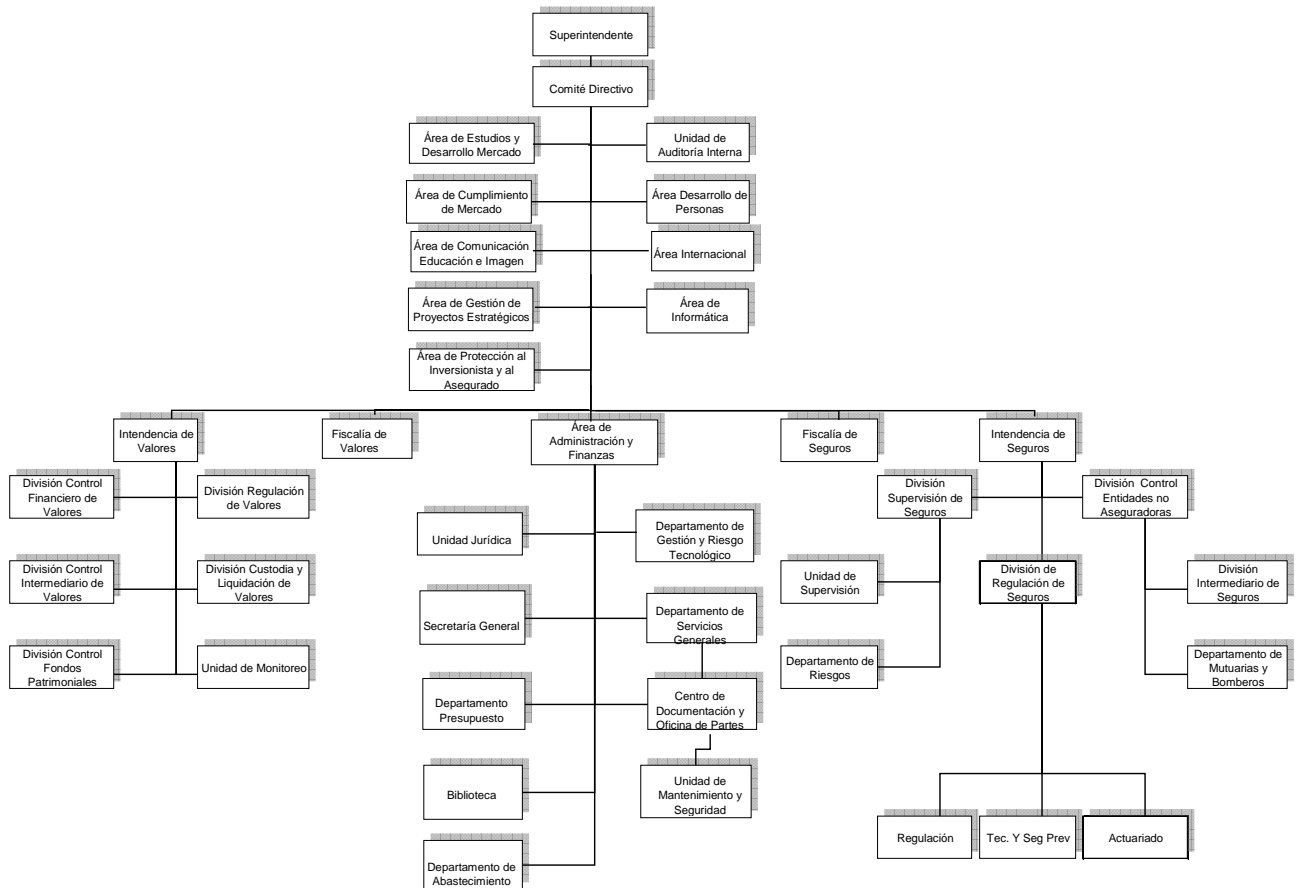 Superintendente
Comité Directivo
Área de Estudios y
Desarrollo Mercado
Unidad de
Auditoría Interna
Área de Cumplimiento
de Mercado
Área Desarrollo de
Personas
Área de Comunicación
Educación e Imagen
Área Internacional
Área de Gestión de
Proyectos Estratégicos
Área de
Informática
Área de Protección al
Inversionista y al
Asegurado
Intendencia de
Valores
Fiscalía de
Valores
Área de
Administración y
Finanzas
Fiscalía de
Seguros
Intendencia de
Seguros
División Control
Financiero de
Valores
División Regulación
de Valores
División
Supervisión de
Seguros
División Control
Entidades no
Aseguradoras
Unidad Jurídica
Departamento de
Gestión y Riesgo
Tecnológico
División Control
Intermediario de
Valores
División Custodia y
Liquidación de
Valores
Unidad de
Supervisión
División de
Regulación de
Seguros
División
Intermediario de
Seguros
Secretaría General
Departamento de
Servicios
Generales
División Control
Fondos
Patrimoniales
Unidad de Monitoreo
Departamento de
Riesgos
Departamento de
Mutuarias y
Bomberos
Departamento
Presupuesto
Centro de
Documentación y
Oficina de Partes
Biblioteca
Unidad de
Mantenimiento y
Seguridad
Regulación
Tec. Y Seg Prev
Actuariado
Departamento de
Abastecimiento